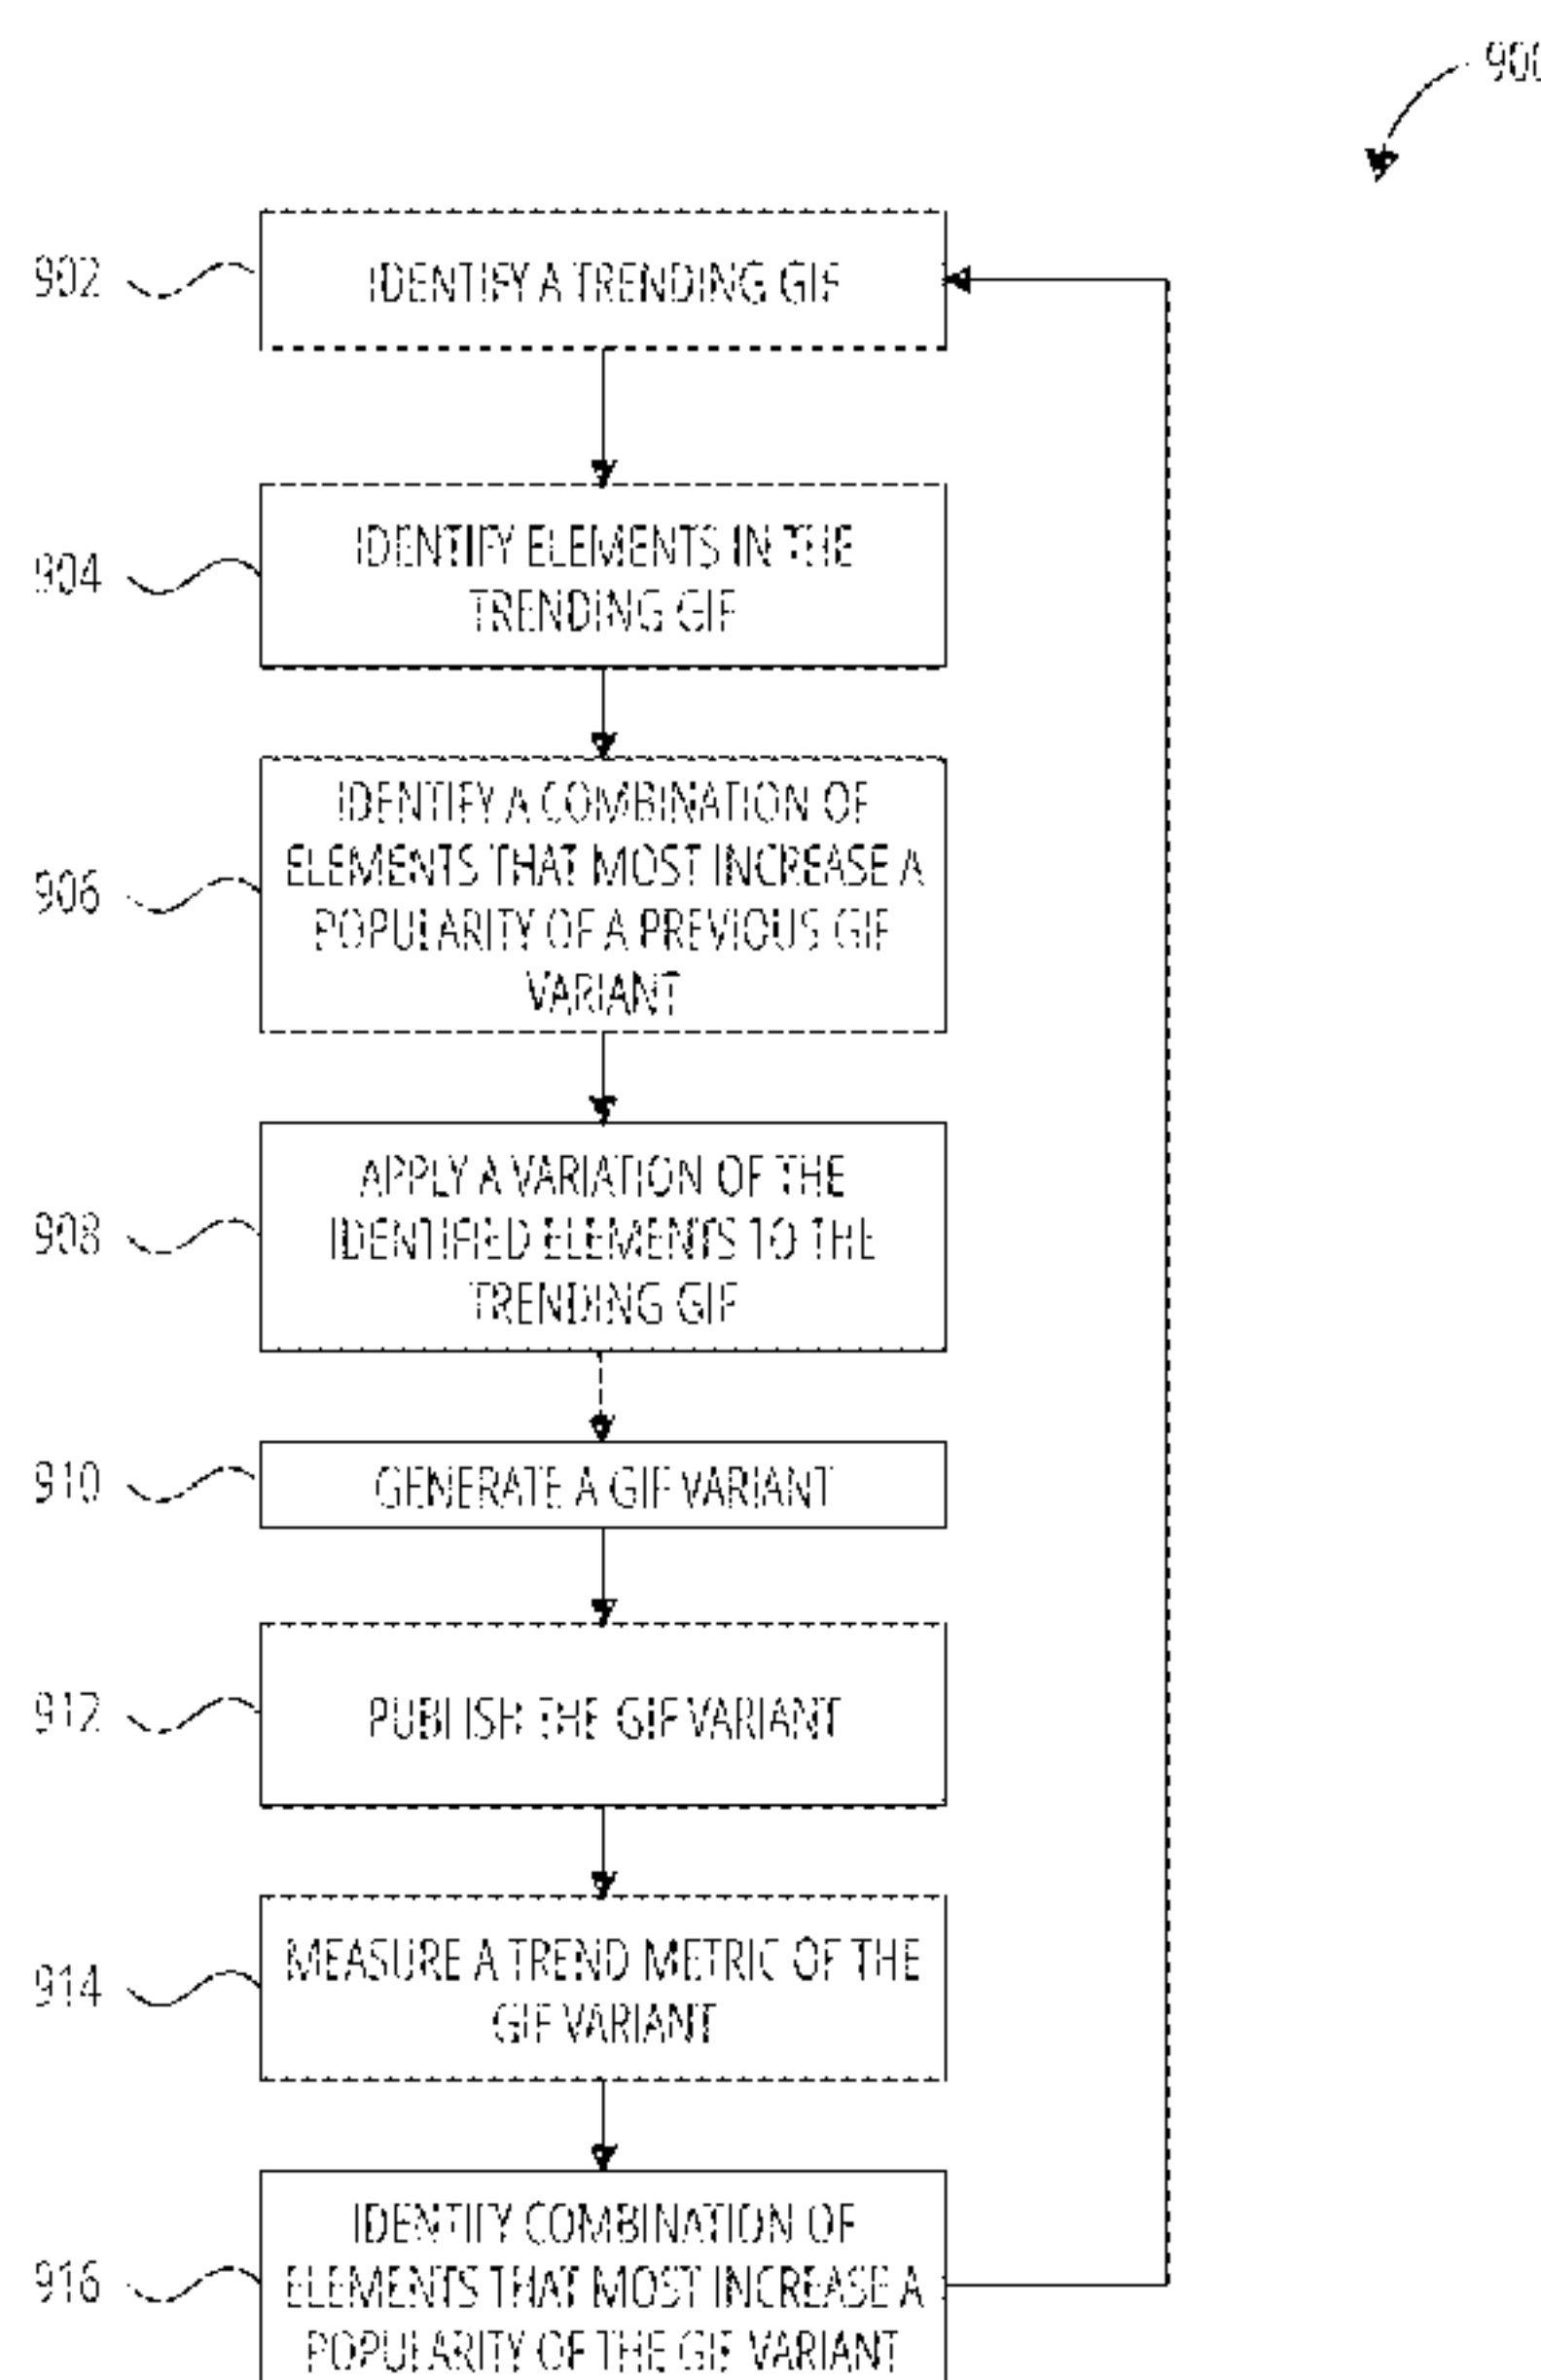 900
902
IDENTIFY A TRENDING GIF
904
IDENTIFY ELEMENTS IN THE
TRENDING GIF
906
IDENTIFY A COMBINATION OF
ELEMENTS THAT MOST INCREASE A
POPULARITY OF A PREVIOUS GIF
VARIANT
908
APPLY A VARIATION OF THE
IDENTIFIED ELEMENTS TO THE
TRENDING GIF
910
GENERATE A GIF VARIANT
912
PUBLISH THE GIF VARIANT
914
MEASURE A TREND METRIC OF THE
GIF VARIANT
916
IDENTIFY COMBINATION OF
ELEMENTS THAT MOST INCREASE A
POPULARITY OF THE GIF VARIANT